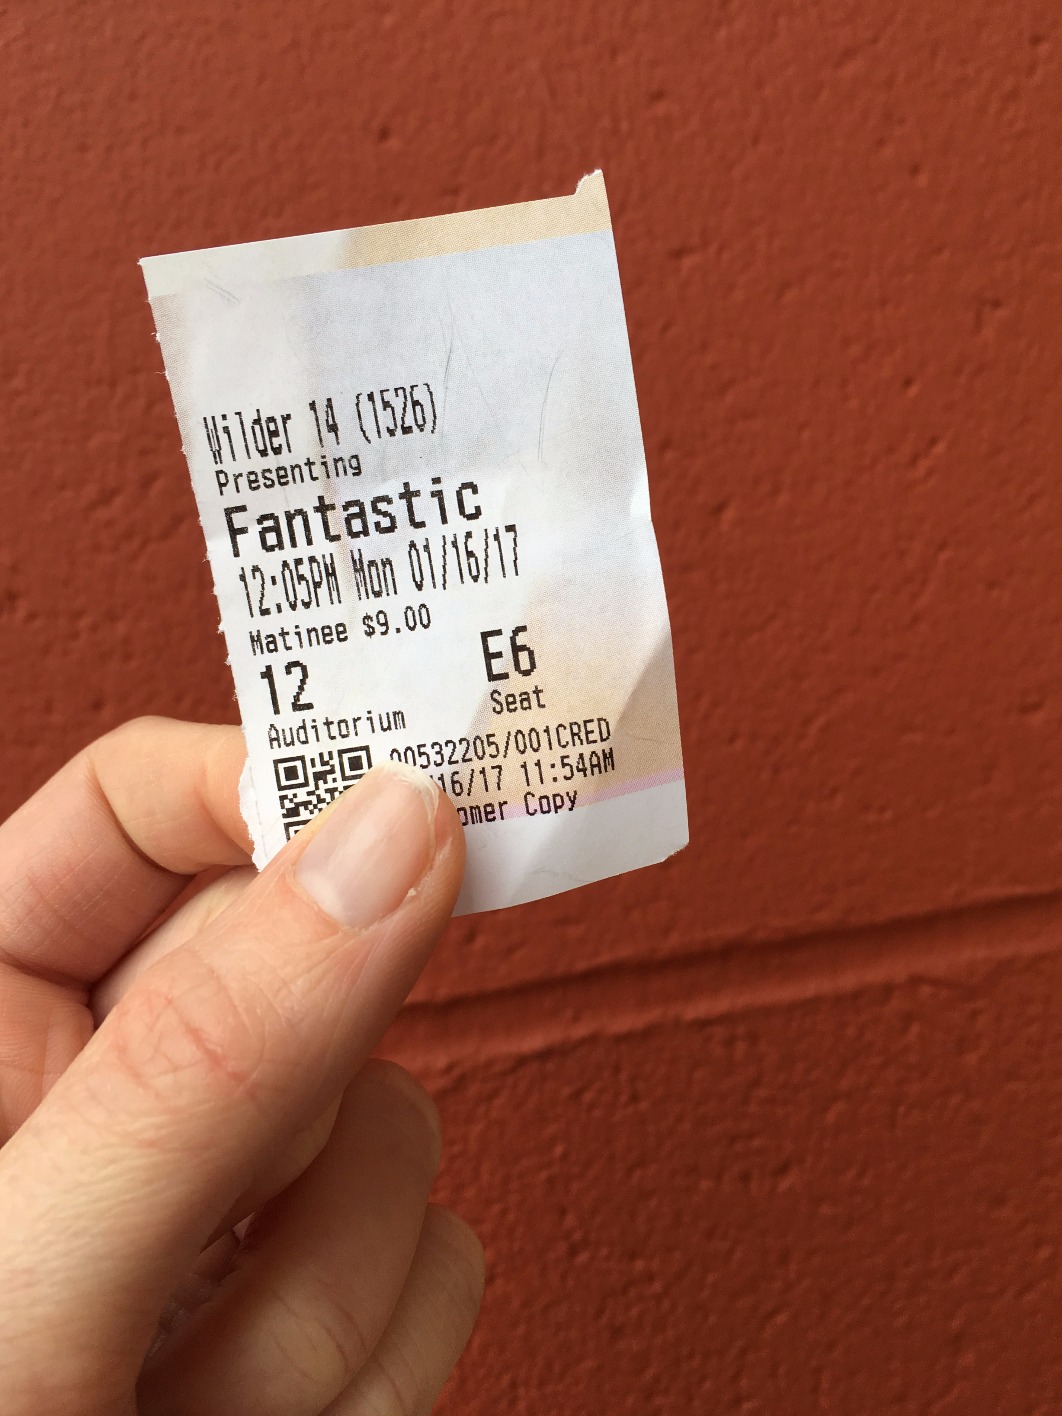 Wilder 14 (1526)
Presenting
Fantastic
12:05PM Mon 01/16/17
Matinee $9.00
12 E6
Auditorium Seat
00532205/001CRED
16/17 11:54AM
omer Copy